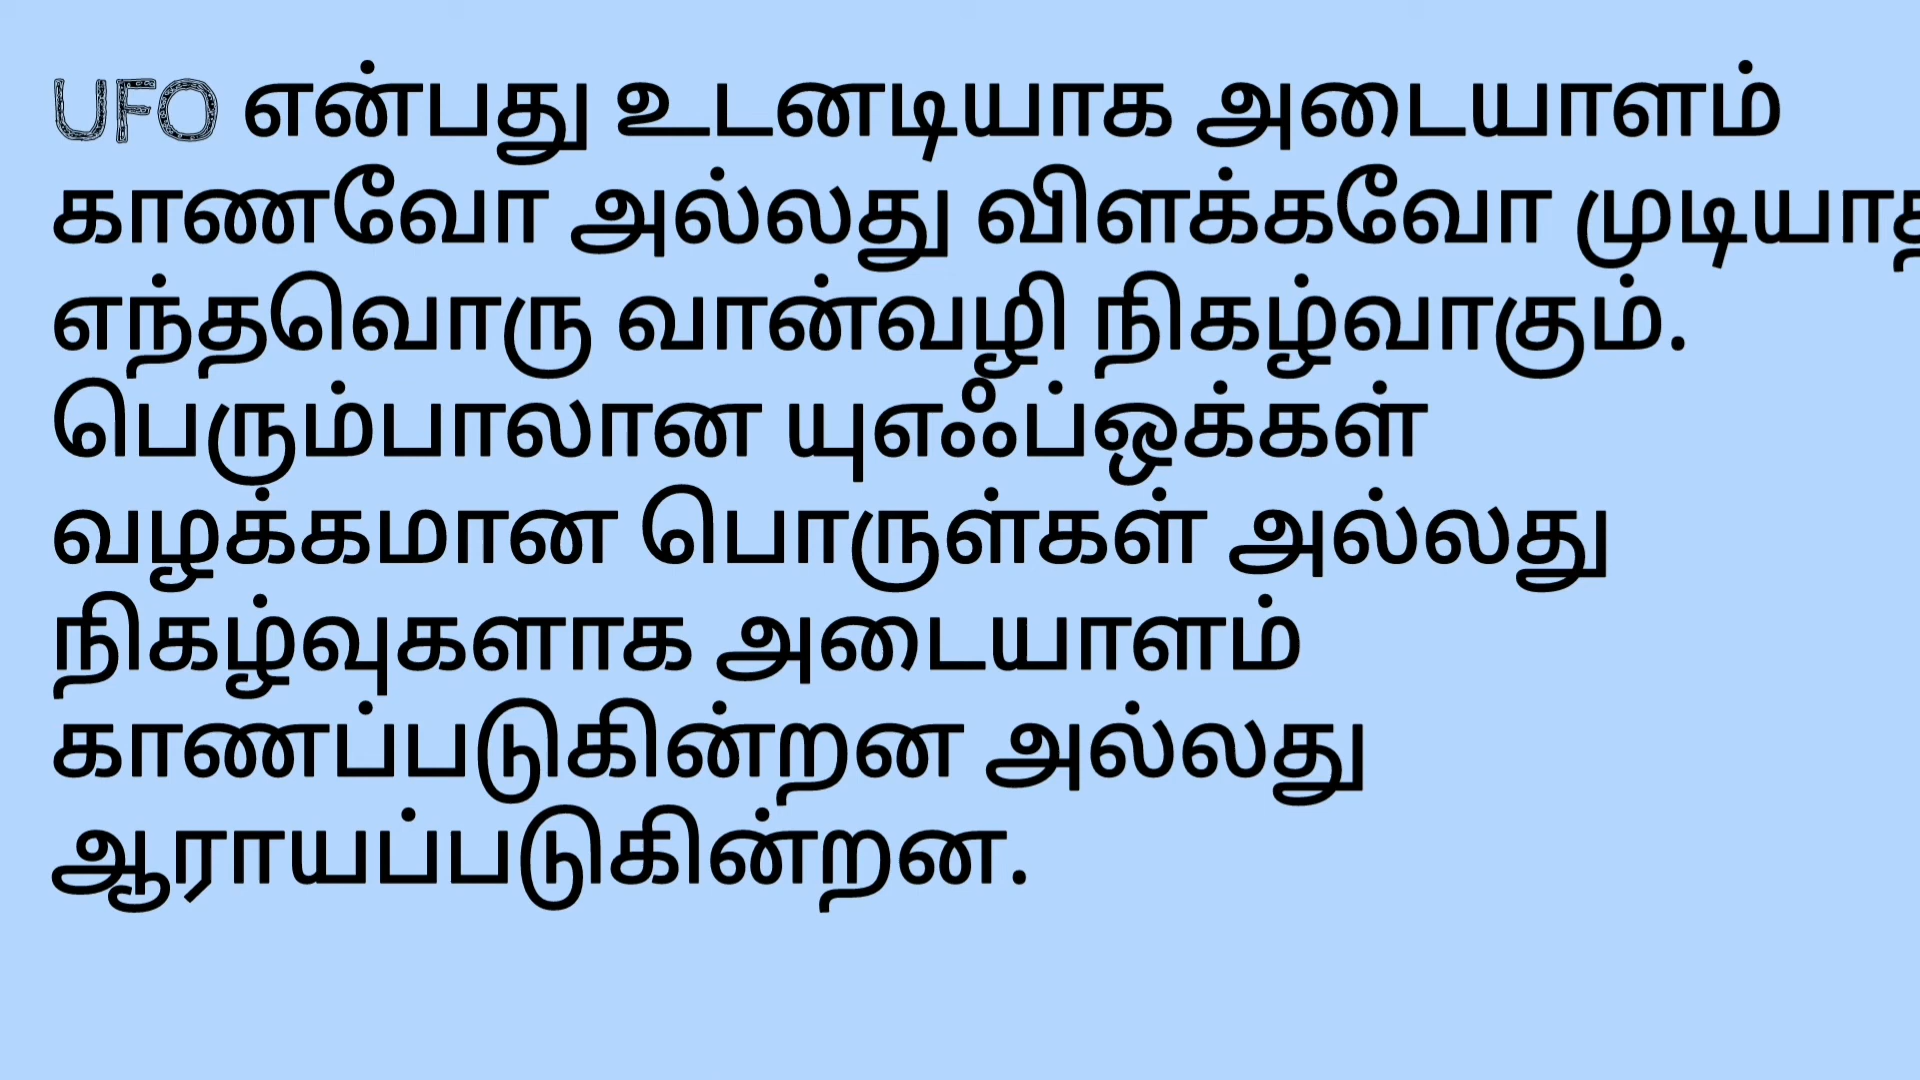 UFO என்பது உடனடியாக அடையாளம்
காணவோ அல்லது விளக்கவோ முடியாத
எந்தவொரு வான்வழி நிகழ்வாகும்.
பெரும்பாலான யுஎஃப்ஒக்கள்
வழக்கமான பொருள்கள் அல்லது
நிகழ்வுகளாக அடையாளம்
காணப்படுகின்றன அல்லது
ஆராயப்படுகின்றன.